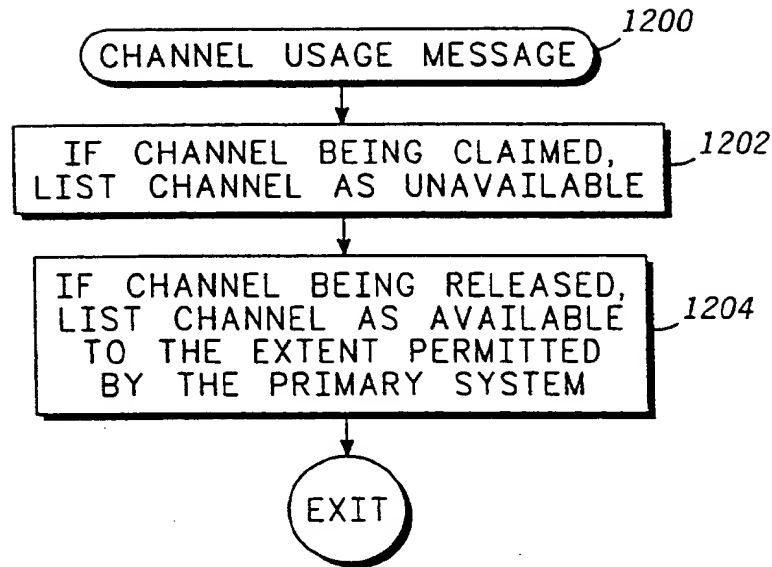 1200
CHANNEL USAGE MESSAGE
1202
IF CHANNEL BEING CLAIMED,
LIST CHANNEL AS UNAVAILABLE
IF CHANNEL BEING RELEASED,
LIST CHANNEL AS AVAILABLE
1204
TO THE EXTENT PERMITTED
BY THE PRIMARY SYSTEM
EXIT